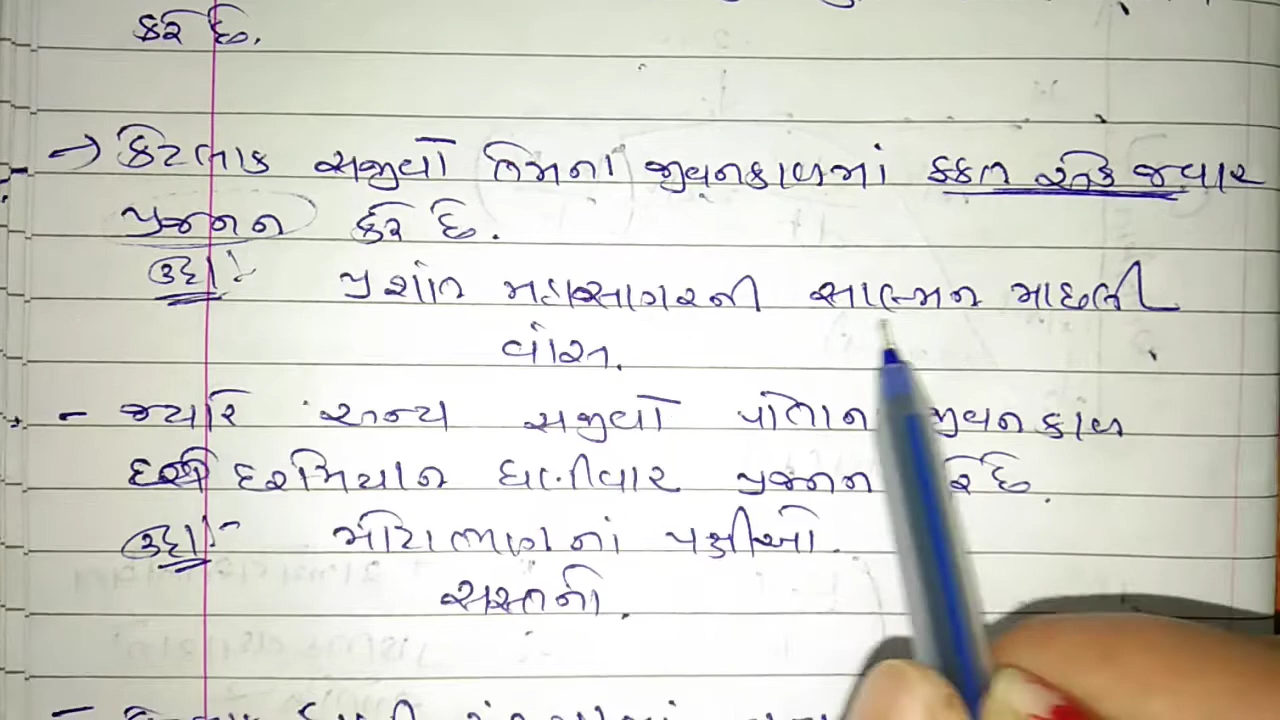 કરે છે.
→ કેટલાક સજીવો તેમના જીવનકાળમાં ફક્ત એક જ વાર
પ્રજનન કરે છે.
ઉદા:- પ્રશાંત મહાસાગરની સાલ્મન માછલી
વાંસ.
- જ્યારે અન્ય સજીવો પોતાના જીવનકાળ
દરમિયાન ઘણીવાર પ્રજનન કરે છે.
ઉદા:- મોટાભાગનાં પક્ષીઓ.
સસ્તનો.